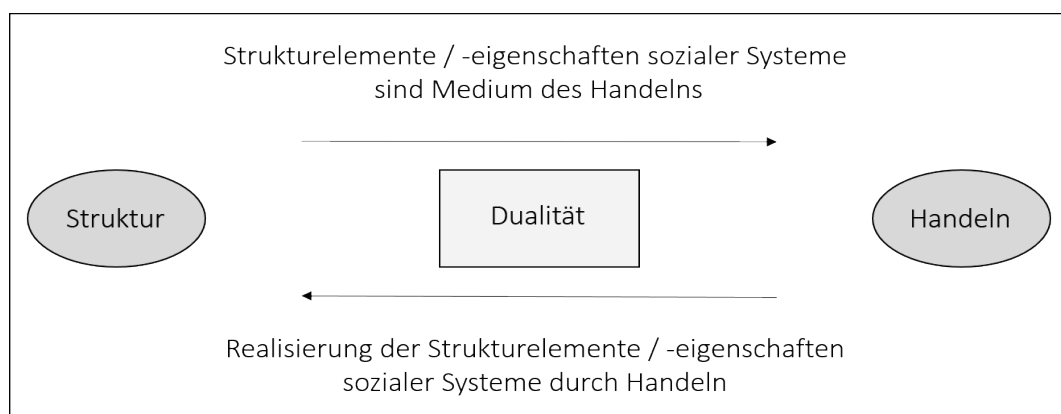 Strukturelemente / -eigenschaften sozialer Systeme
sind Medium des Handelns
Struktur
Dualität
Handeln
Realisierung der Strukturelemente / -eigenschaften
sozialer Systeme durch Handeln